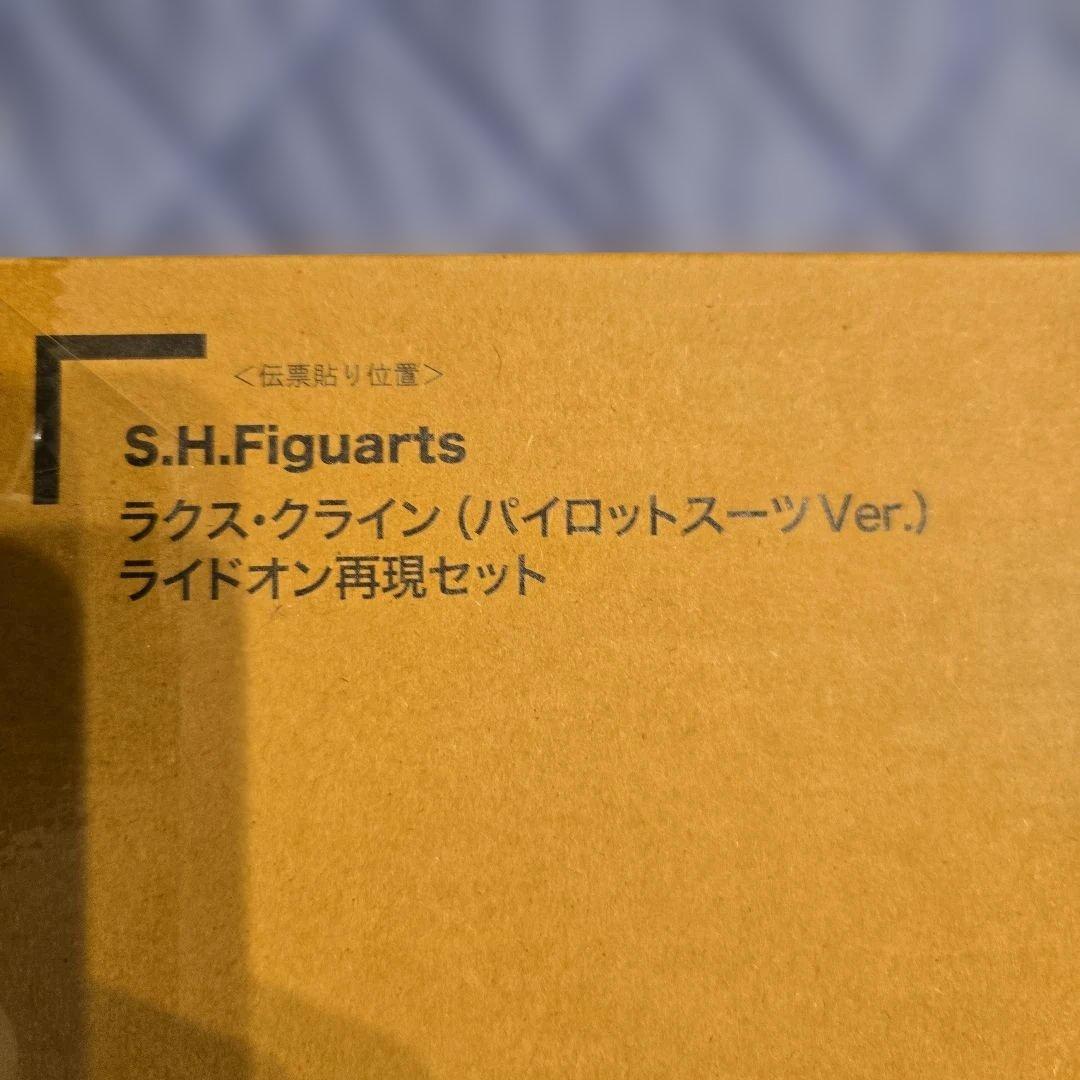 <伝票貼り位置>
S.H.Figuarts
ラクス・クライン(パイロットスーツVer.)
ライドオン再現セット